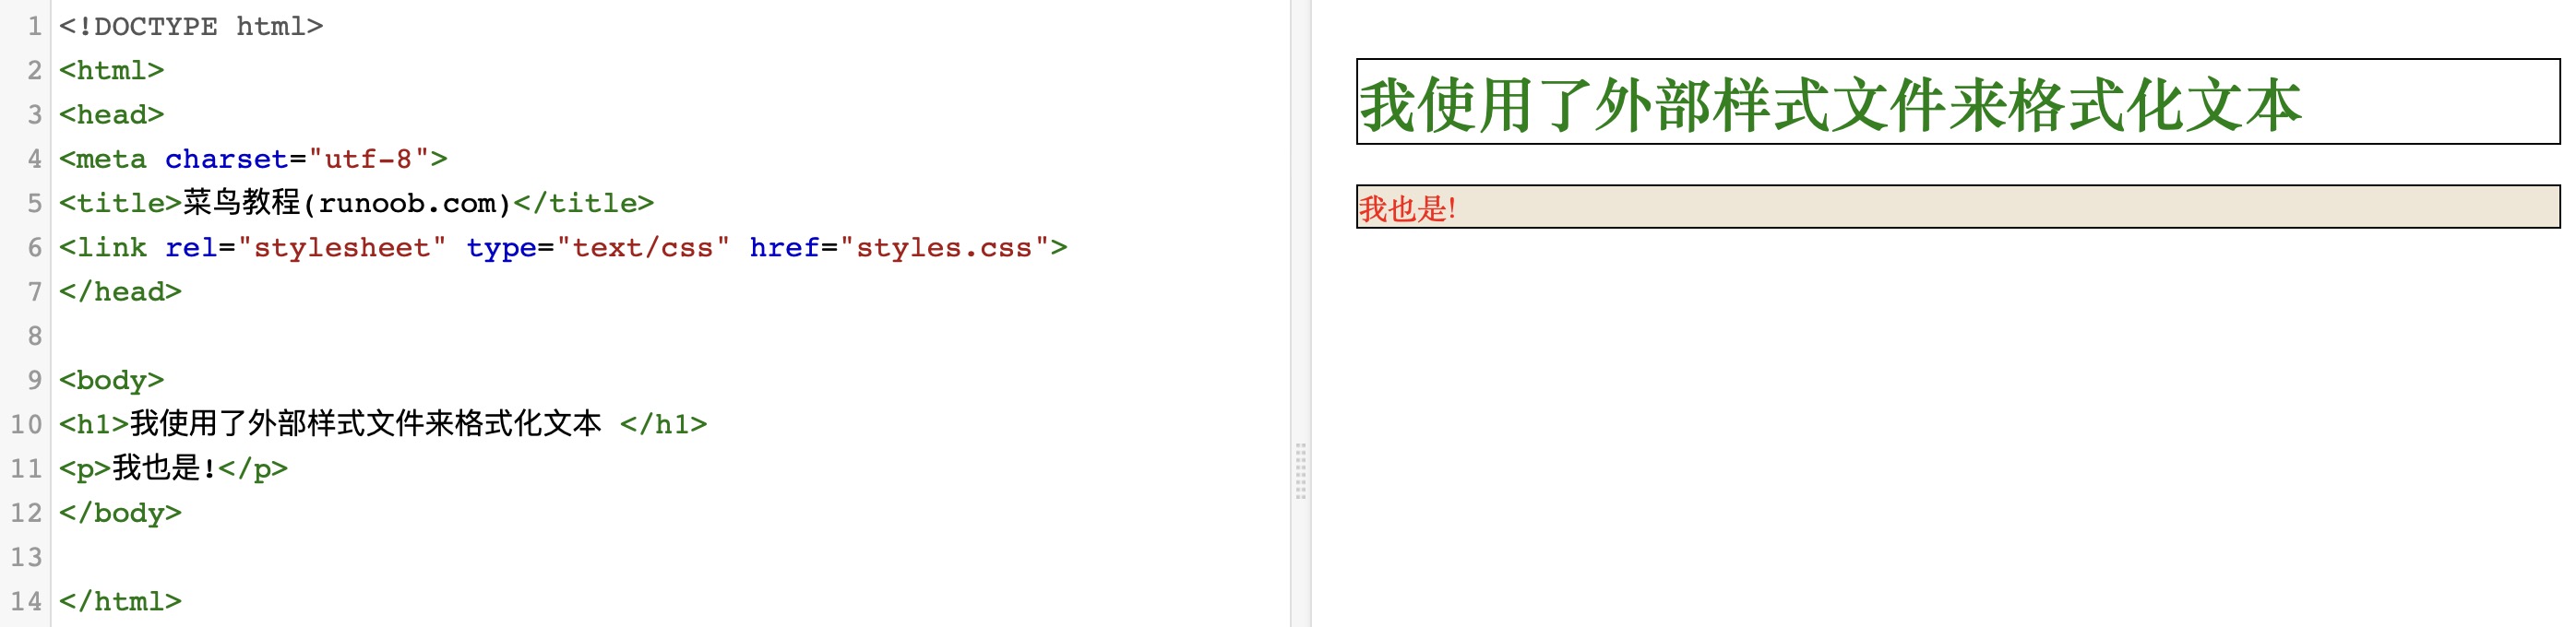 1 <!DOCTYPE html>
2 <html>
3 <head>
4 <meta charset="utf-8">
5 <title>菜鸟教程(runoob.com)</title>
6 <link rel="stylesheet" type="text/css" href="styles.css">
7 </head>
8
9 <body>
10 <h1>我使用了外部样式文件来格式化文本 </h1>
11 <p>我也是!</p>
12 </body>
13
14 </html>
我使用了外部样式文件来格式化文本
我也是!